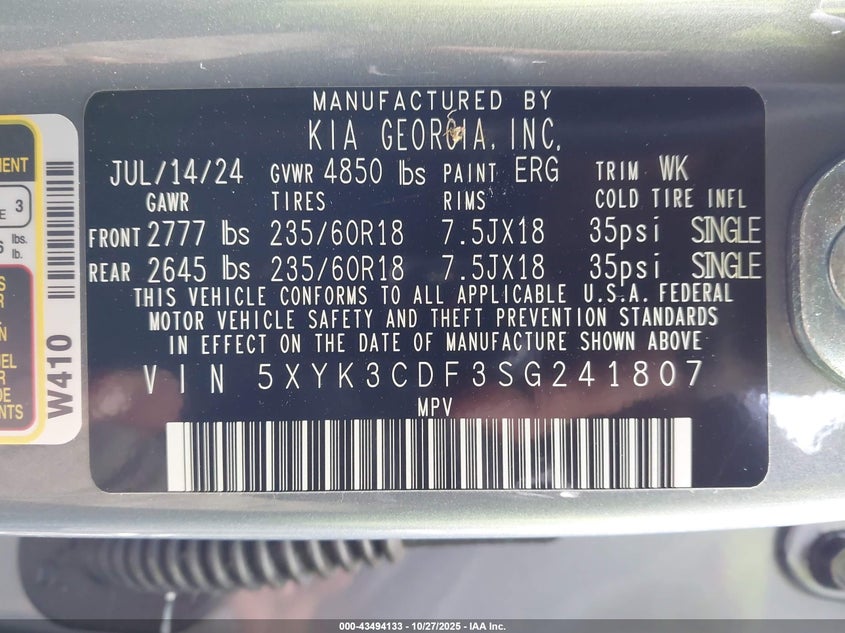 MANUFACTURED BY
KIA GEORGIA, INC.
JUL/14/24 GVWR 4850 lbs PAINT ERG TRIM WK
GAWR TIRES RIMS COLD TIRE INFL
FRONT 2777 lbs 235/60R18 7.5JX18 35psi SINGLE
REAR 2645 lbs 235/60R18 7.5JX18 35psi SINGLE
THIS VEHICLE CONFORMS TO ALL APPLICABLE U.S.A. FEDERAL
MOTOR VEHICLE SAFETY AND THEFT PREVENTION STANDARDS
IN EFFECT ON THE DATE OF MANUFACTURE SHOWN ABOVE
VIN 5XYK3CDF3SG241807
MPV
W410
3
lbs.
lb.
000-43494133 - 10/27/2025 - IAA Inc.